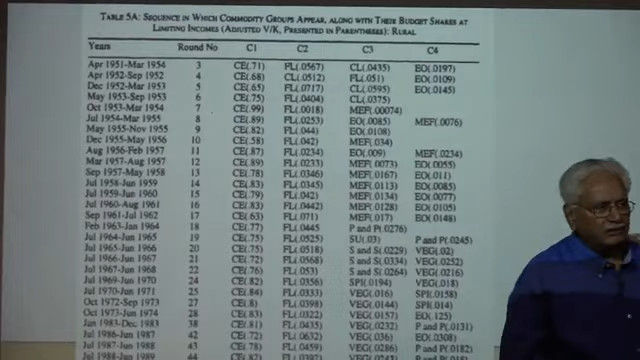 TABLE 5A: SEQUENCE IN WHICH COMMODITY GROUPS APPEAR, ALONG WITH THEIR BUDGET SHARES AT
LIMITING INCOMES (ADJUSTED V/K, PRESENTED IN PARENTHESES): RURAL
Years Round No C1 C2 C3 C4
Apr 1951-Mar 1954 3 CE(.71) FL(.0567) CL(.0435) EO(.0197)
Apr 1952-Sep 1952 4 CE(.68) CL(.0512) FL(.051) EO(.0109)
Dec 1952-Mar 1953 5 CE(.65) FL(.0717) CL(.0595) EO(.0145)
May 1953-Sep 1953 6 CE(.75) FL(.0404) CL(.0375)
Oct 1953-Mar 1954 7 CE(.99) FL(.0018) MEF(.00074)
Jul 1954-Mar 1955 8 CE(.89) FL(.0253) EO(.0085) MEF(.0076)
May 1955-Nov 1955 9 CE(.82) FL(.044) EO(.0108)
Dec 1955-May 1956 10 CE(.58) FL(.042) MEF(.034)
Aug 1956-Feb 1957 11 CE(.87) FL(.0234) EO(.009) MEF(.0234)
Mar 1957-Aug 1957 12 CE(.89) FL(.0233) MEF(.0073) EO(.0055)
Sep 1957-May 1958 13 CE(.78) FL(.0346) MEF(.0167) EO(.011)
Jul 1958-Jun 1959 14 CE(.83) FL(.0345) MEF(.0113) EO(.0085)
Jul 1959-Jun 1960 15 CE(.79) FL(.042) MEF(.0134) EO(.0077)
Jul 1960-Aug 1961 16 CE(.83) FL(.0442) MEF(.0128) EO(.0105)
Sep 1961-Jul 1962 17 CE(.63) FL(.071) MEF(.017) EO(.0148)
Feb 1963-Jan 1964 18 CE(.77) FL(.0445 P and P(.0276)
Jul 1964-Jun 1965 19 CE(.75) FL(.0525) SU(.03) P and P(.0245)
Jul 1965-Jun 1966 20 CE(.75) FL(.0518) S and S(.0229) VEG(.02)
Jul 1966-Jun 1967 21 CE(.72) FL(.0568) S and S(.0334) VEG(.0252)
Jul 1967-Jun 1968 22 CE(.76) FL(.053) S and S(.0264) VEG(.0216)
Jul 1969-Jun 1970 24 CE(.82) FL(.0356) SPI(.0194) VEG(.018)
Jul 1970-Jun 1971 25 CE(.84) FL(.0333) VEG(.016) SPI(.0158)
Oct 1972-Sep 1973 27 CE(.8) FL(.0398) VEG(.0144) SPI(.014)
Oct 1973-Jun 1974 28 CE(.83) FL(.0322) VEG(.0157) EO(.125)
Jan 1983-Dec 1983 38 CE(.81) FL(.0435) VEG(.0232) P and P(.0131)
Jul 1986-Jun 1987 42 CE(.72) FL(.0632) VEG(.036) EO(.0308)
Jul 1987-Jun 1988 43 CE(.78) FL(.0459) VEG(.0286) P and P(.0182)
Jul 1988-Jun 1989 44